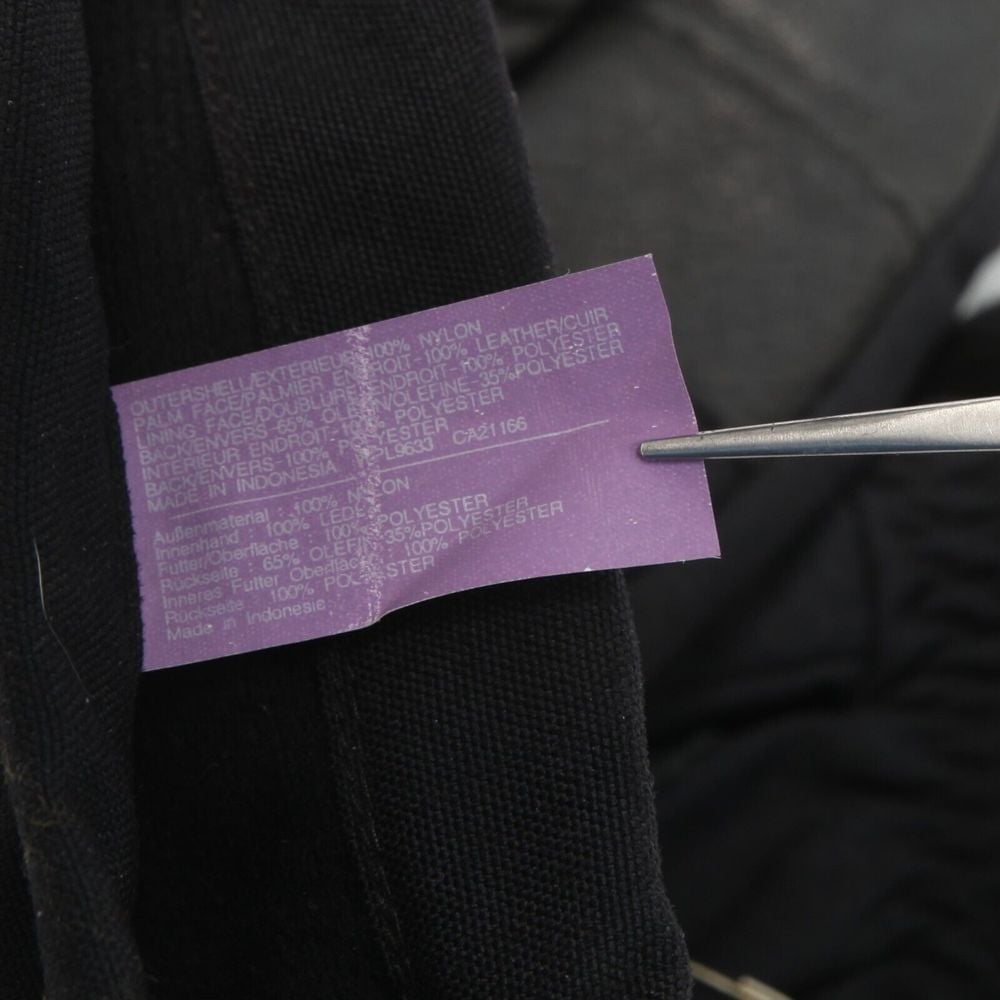 OUTERSHELL/EXTERIEUR 100% NYLON
PALM FACE/PALMIER ENDROIT-100% LEATHER/CUIR
LINING FACE/DOUBLURE ENDROIT-100% POLYESTER
BACK/ENVERS-65% OLEFIN/OLEFINE-35%POLYESTER
INTERIEUR ENDROIT-100% POLYESTER
BACK/ENVERS-100% POLYESTER
MADE IN INDONESIA PL9633 CA21166
Außenmaterial : 100% NYLON
Innenhand : 100% LEDER
Futter/Oberflache : 100% POLYESTER
Rückseite : 65% OLEFIN 35%POLYESTER
Inneres Futter Oberflache 100% POLYESTER
Rückseite : 100% POLYESTER
Made in Indonesie